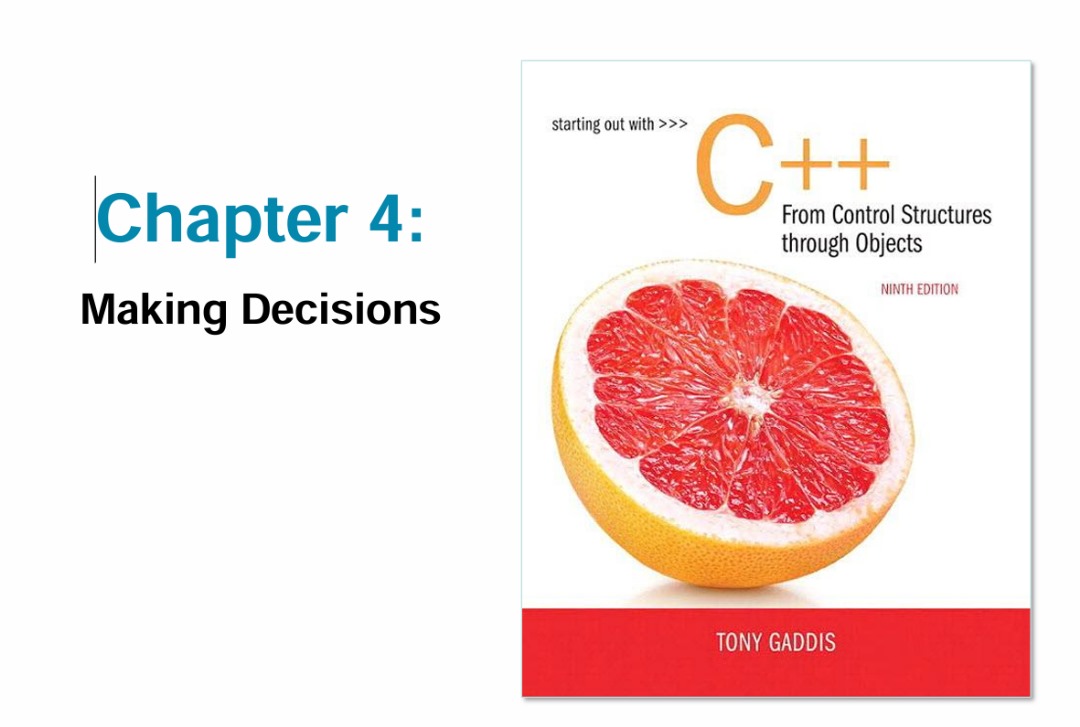 Chapter 4:
Making Decisions
starting out with >>>
C++
From Control Structures
through Objects
NINTH EDITION
TONY GADDIS